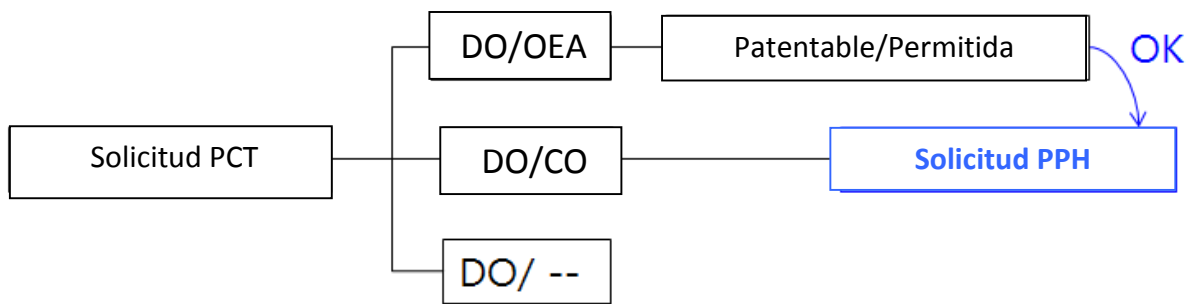 DO/OEA
Patentable/Permitida
OK
Solicitud PCT
DO/CO
Solicitud PPH
DO/ --